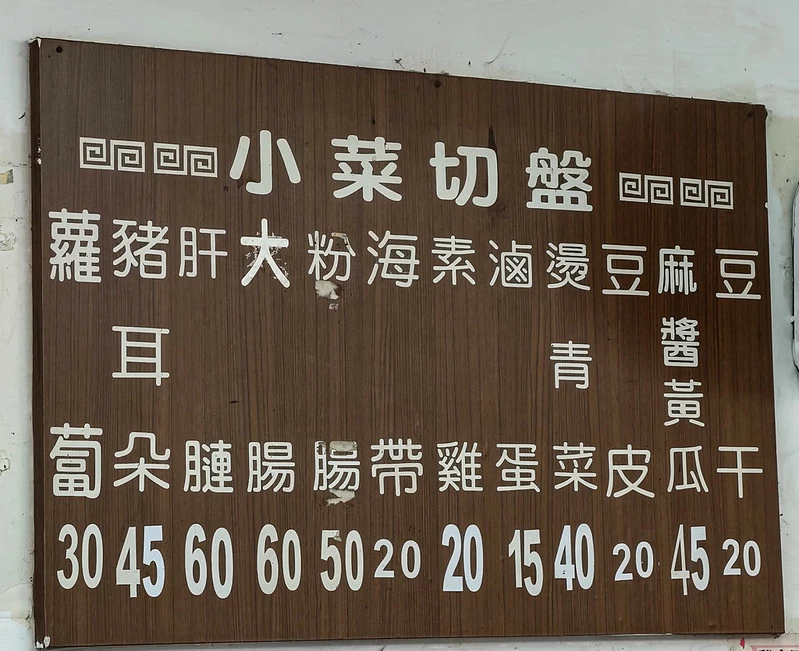 小菜切盤
豆干 20
麻醬黃瓜 45
豆皮 20
燙青菜 40
滷蛋 15
素雞 20
海帶 20
粉腸 50
大腸 60
肝 60
豬耳朵 45
蘿蔔 30